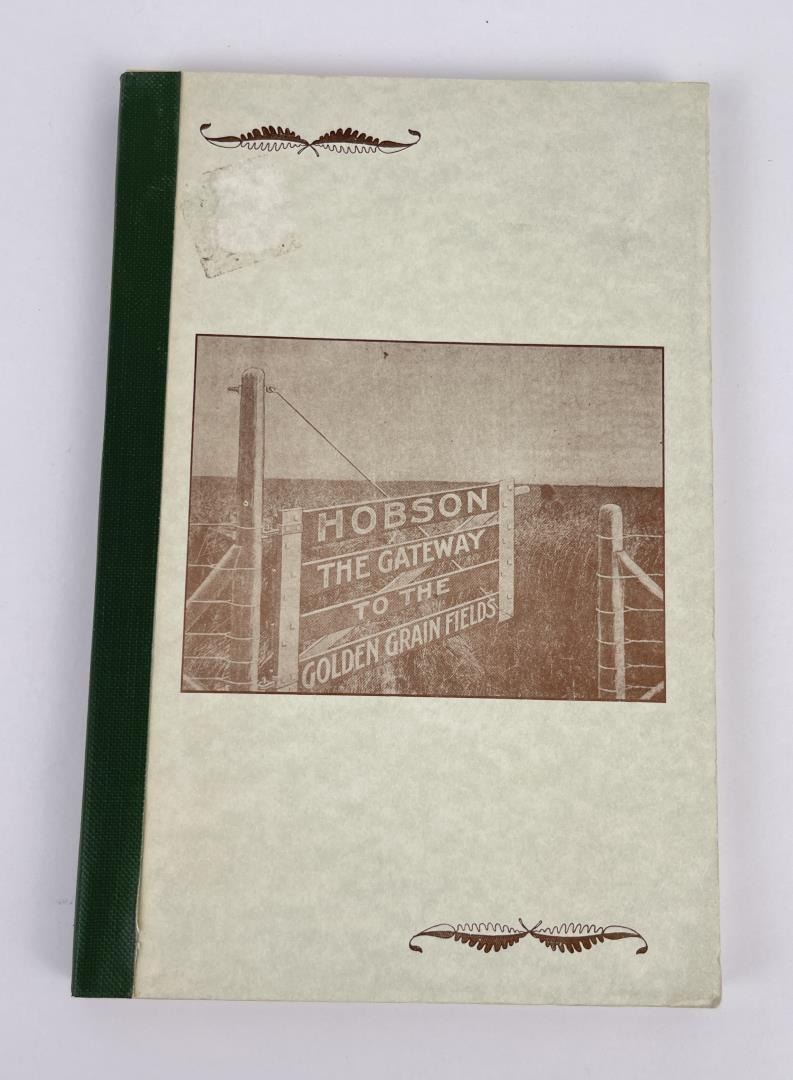 HOBSON
THE GATEWAY
TO THE
GOLDEN GRAIN FIELDS